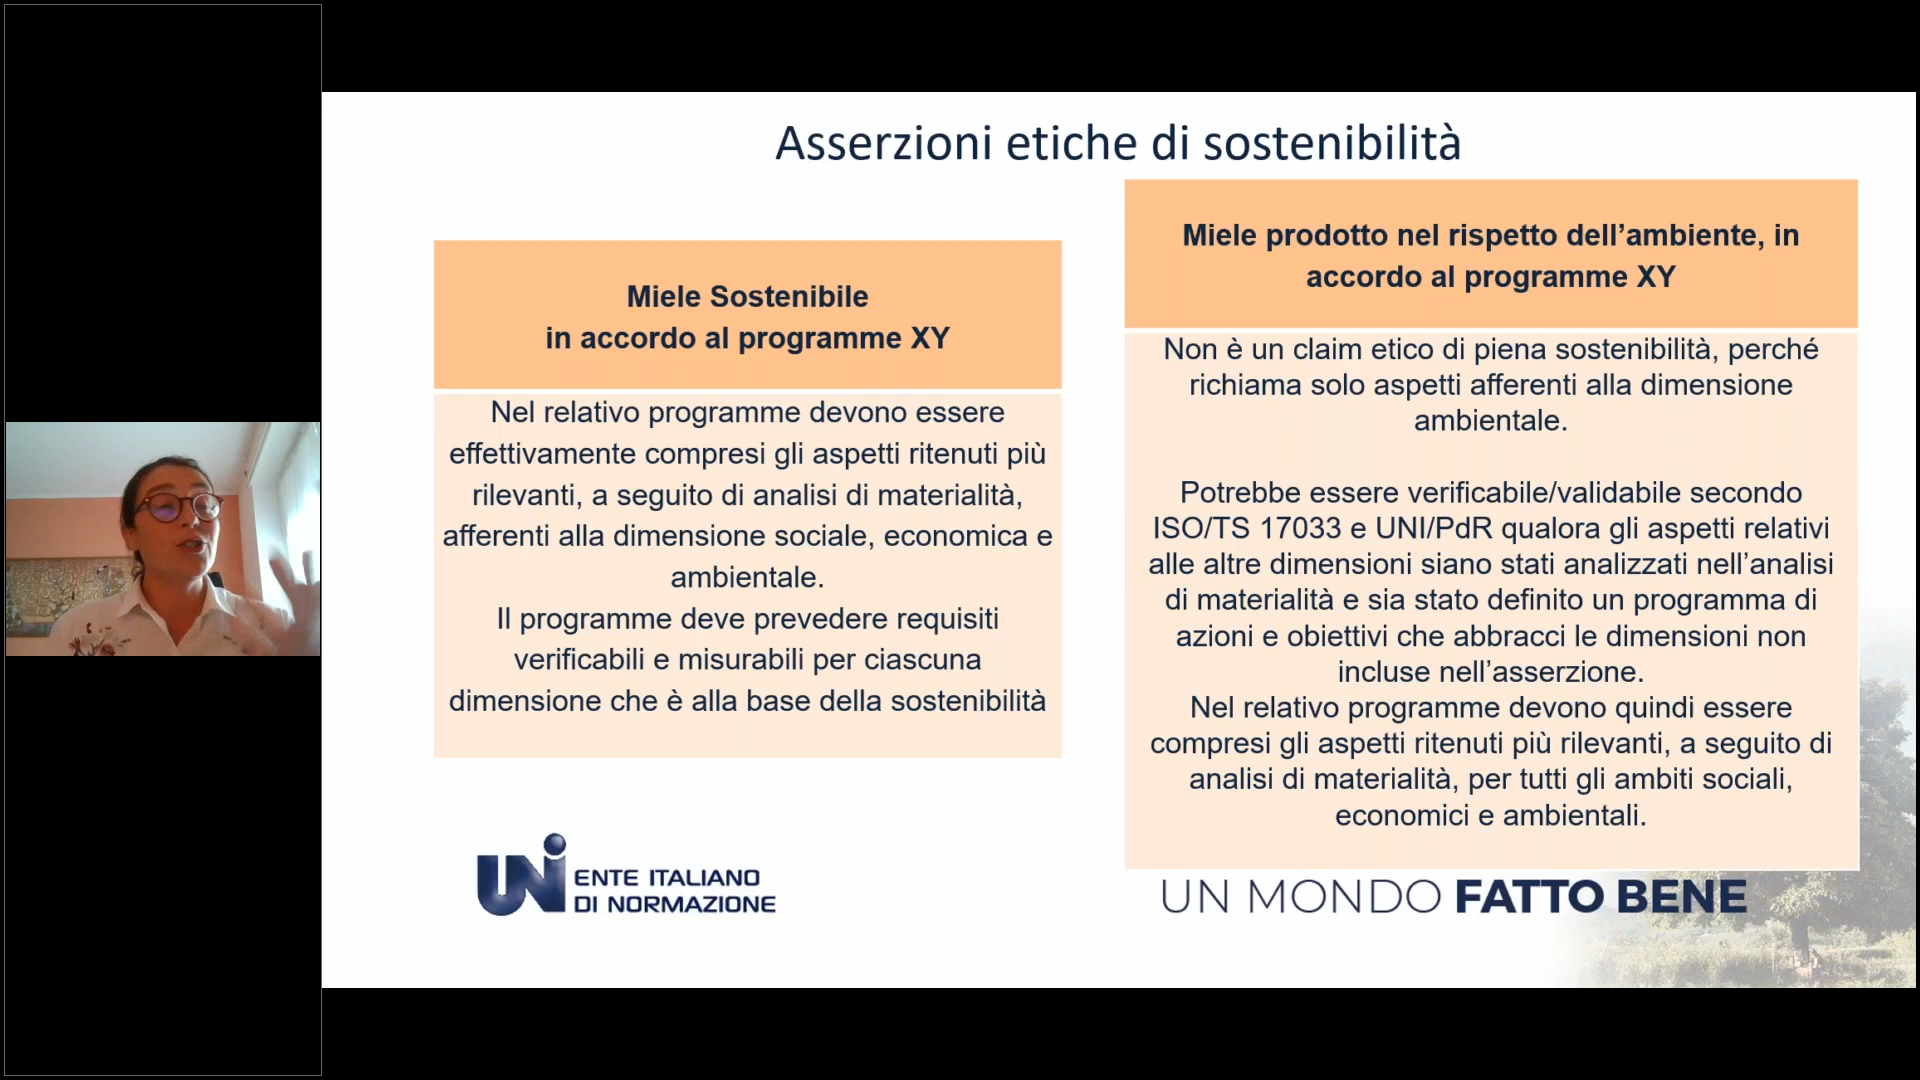 Asserzioni etiche di sostenibilità
Miele Sostenibile
in accordo al programme XY
Nel relativo programme devono essere
effettivamente compresi gli aspetti ritenuti più
rilevanti, a seguito di analisi di materialità,
afferenti alla dimensione sociale, economica e
ambientale.
Il programme deve prevedere requisiti
verificabili e misurabili per ciascuna
dimensione che è alla base della sostenibilità
Miele prodotto nel rispetto dell’ambiente, in
accordo al programme XY
Non è un claim etico di piena sostenibilità, perché
richiama solo aspetti afferenti alla dimensione
ambientale.
Potrebbe essere verificabile/validabile secondo
ISO/TS 17033 e UNI/PdR qualora gli aspetti relativi
alle altre dimensioni siano stati analizzati nell’analisi
di materialità e sia stato definito un programma di
azioni e obiettivi che abbracci le dimensioni non
incluse nell’asserzione.
Nel relativo programme devono quindi essere
compresi gli aspetti ritenuti più rilevanti, a seguito di
analisi di materialità, per tutti gli ambiti sociali,
economici e ambientali.
UNI ENTE ITALIANO
DI NORMAZIONE
UN MONDO FATTO BENE